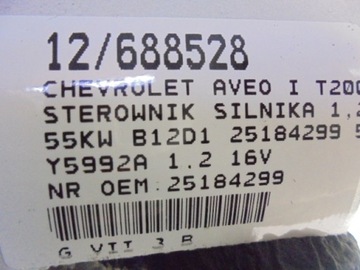 12/688528
CHEVROLET AVEO I T200
STEROWNIK SILNIKA 1,2
55KW B12D1 25184299
Y5992A 1.2 16V
NR OEM:25184299
G VII 3 B